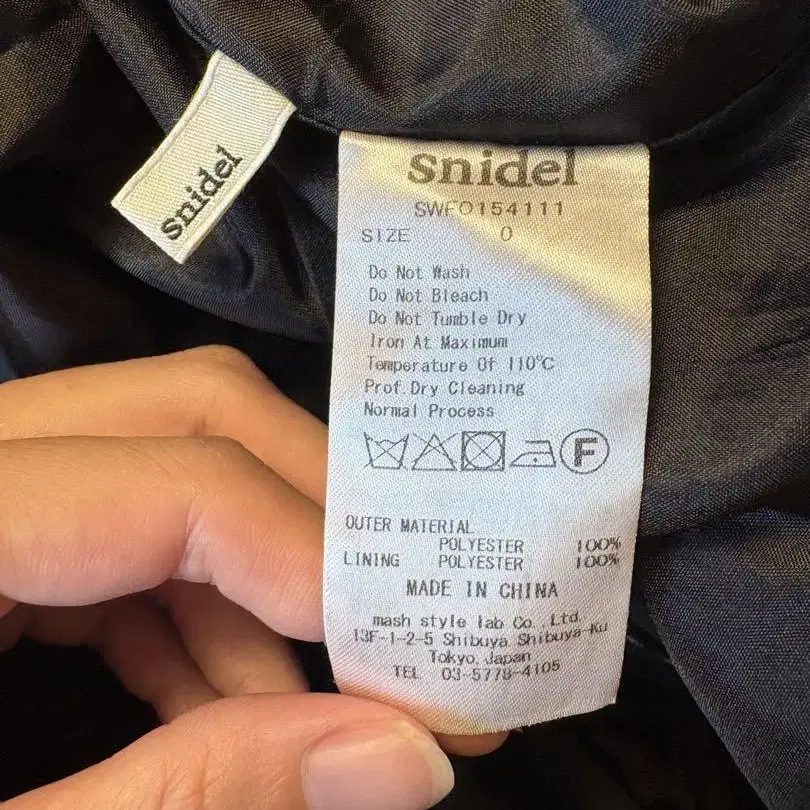 snidel
snidel
SWFO154111
SIZE 0
Do Not Wash
Do Not Bleach
Do Not Tumble Dry
Iron At Maximum
Temperature Of 110℃
Prof.Dry Cleaning
Normal Process
F
OUTER MATERIAL
POLYESTER 100%
LINING POLYESTER 100%
MADE IN CHINA
mash style lab Co.,Ltd.
13F-1-2-5 Shibuya Shibuya-Ku
Tokyo, Japan
TEL 03-5778-4105